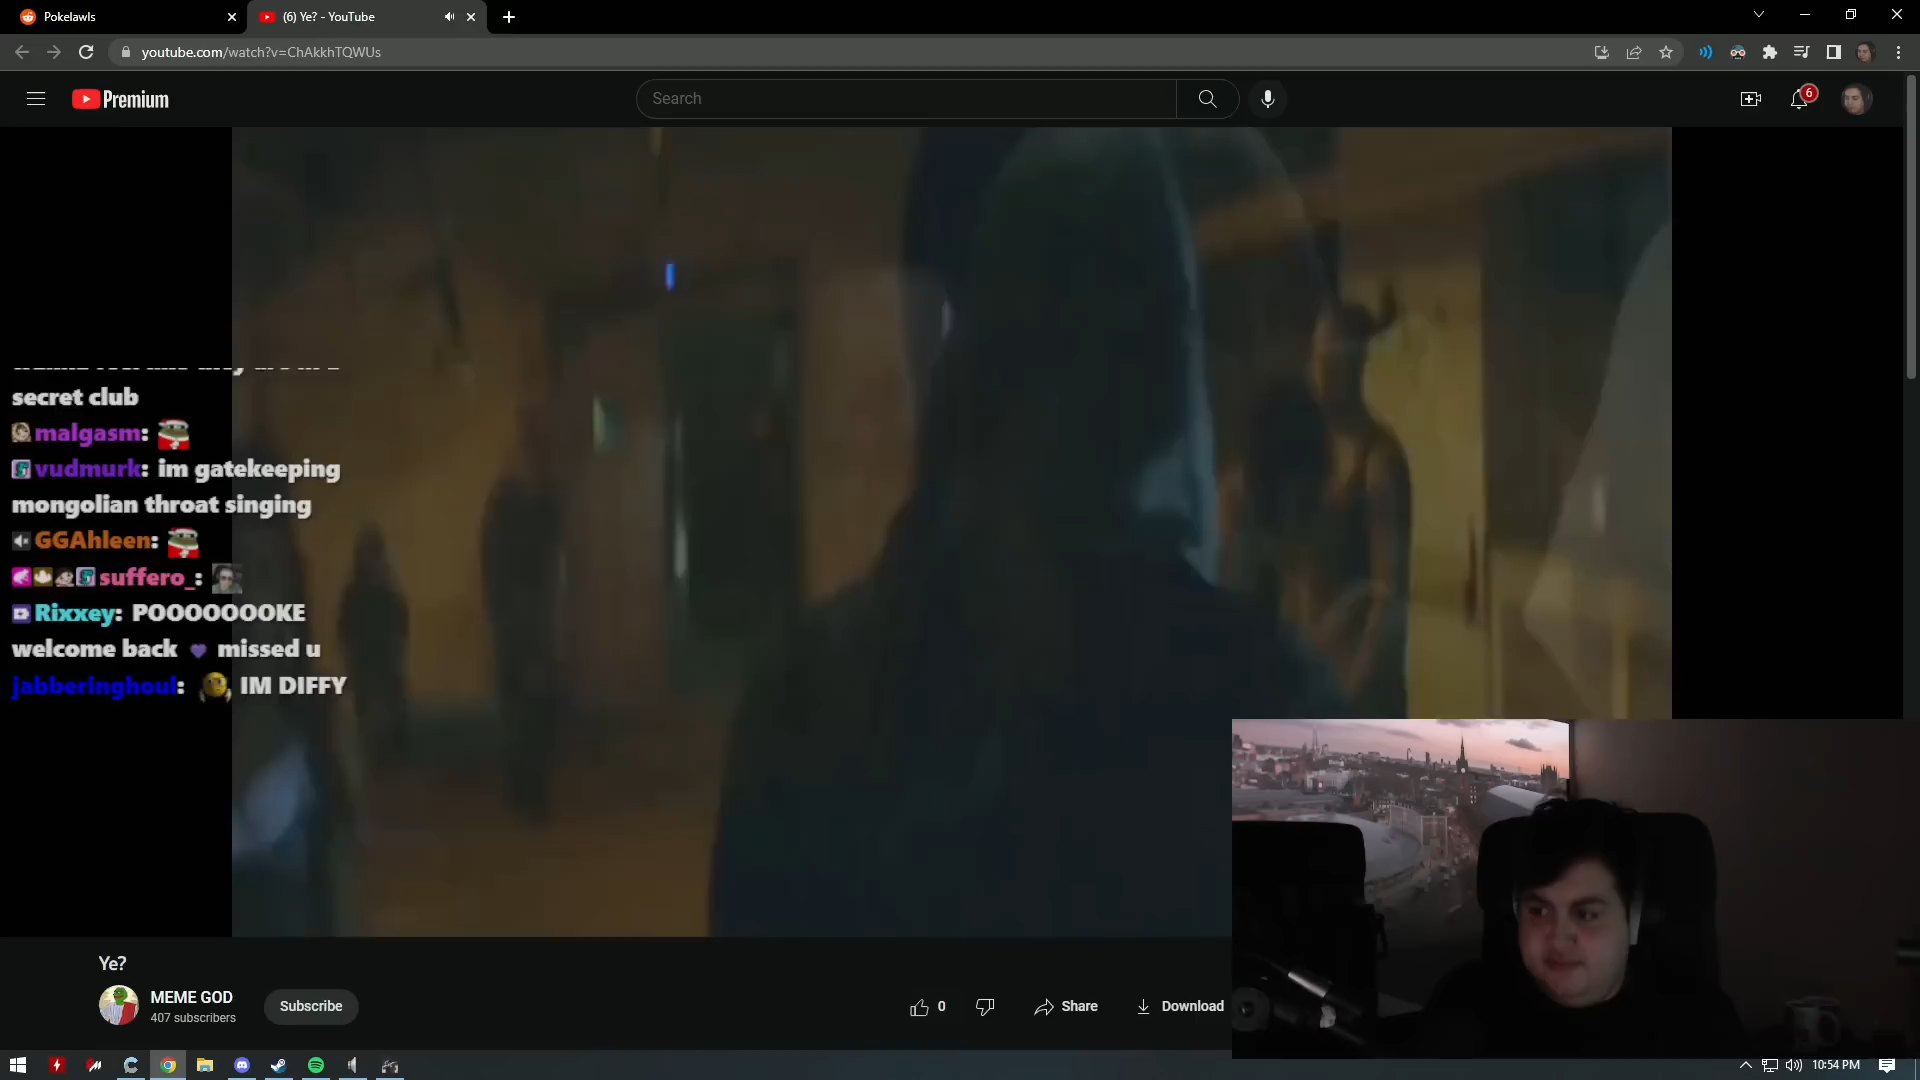 Pokelawls
(6) Ye? - YouTube
youtube.com/watch?v=ChAkkhTQWUs
Premium
Search
6
secret club
malgasm:
vudmurk: im gatekeeping
mongolian throat singing
GGAhleen:
suffero_:
Rixxey: POOOOOOOKE
welcome back missed u
Jabberinghoul: IM DIFFY
Ye?
MEME GOD
407 subscribers
Subscribe
0
Share
Download
10:54 PM